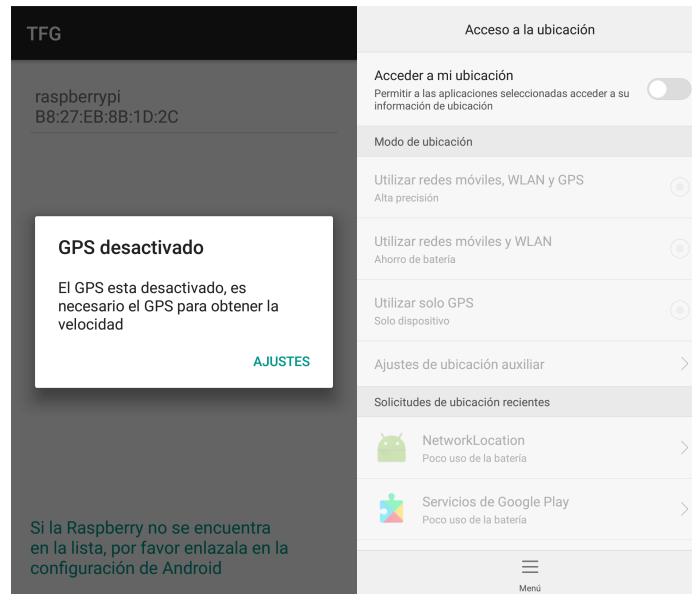 TFG
raspberrypi
B8:27:EB:8B:1D:2C
GPS desactivado
El GPS esta desactivado, es
necesario el GPS para obtener la
velocidad
AJUSTES
Si la Raspberry no se encuentra
en la lista, por favor enlazala en la
configuración de Android
Acceso a la ubicación
Acceder a mi ubicación
Permitir a las aplicaciones seleccionadas acceder a su
información de ubicación
Modo de ubicación
Utilizar redes móviles, WLAN y GPS
Alta precisión
Utilizar redes móviles y WLAN
Ahorro de batería
Utilizar solo GPS
Solo dispositivo
Ajustes de ubicación auxiliar
Solicitudes de ubicación recientes
NetworkLocation
Poco uso de la batería
Servicios de Google Play
Poco uso de la batería
Menú